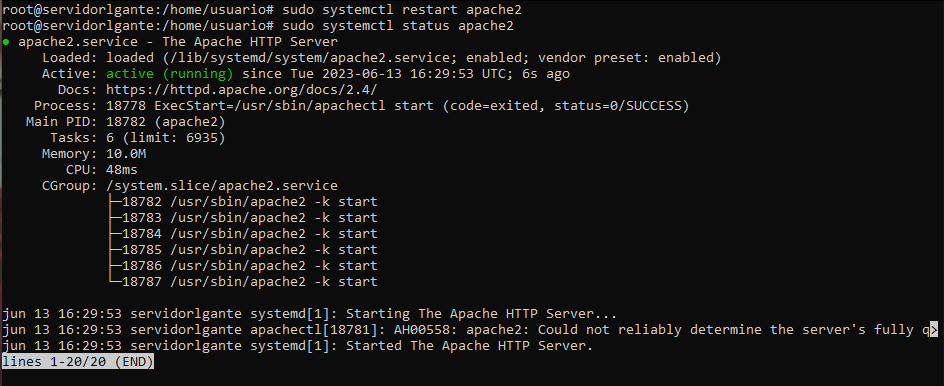 root@servidorlgante:/home/usuario# sudo systemctl restart apache2
root@servidorlgante:/home/usuario# sudo systemctl status apache2
● apache2.service - The Apache HTTP Server
     Loaded: loaded (/lib/systemd/system/apache2.service; enabled; vendor preset: enabled)
     Active: active (running) since Tue 2023-06-13 16:29:53 UTC; 6s ago
       Docs: https://httpd.apache.org/docs/2.4/
    Process: 18778 ExecStart=/usr/sbin/apachectl start (code=exited, status=0/SUCCESS)
   Main PID: 18782 (apache2)
      Tasks: 6 (limit: 6935)
     Memory: 10.0M
        CPU: 48ms
     CGroup: /system.slice/apache2.service
             ├─18782 /usr/sbin/apache2 -k start
             ├─18783 /usr/sbin/apache2 -k start
             ├─18784 /usr/sbin/apache2 -k start
             ├─18785 /usr/sbin/apache2 -k start
             ├─18786 /usr/sbin/apache2 -k start
             └─18787 /usr/sbin/apache2 -k start

jun 13 16:29:53 servidorlgante systemd[1]: Starting The Apache HTTP Server...
jun 13 16:29:53 servidorlgante apachectl[18781]: AH00558: apache2: Could not reliably determine the server's fully q>
jun 13 16:29:53 servidorlgante systemd[1]: Started The Apache HTTP Server.
lines 1-20/20 (END)